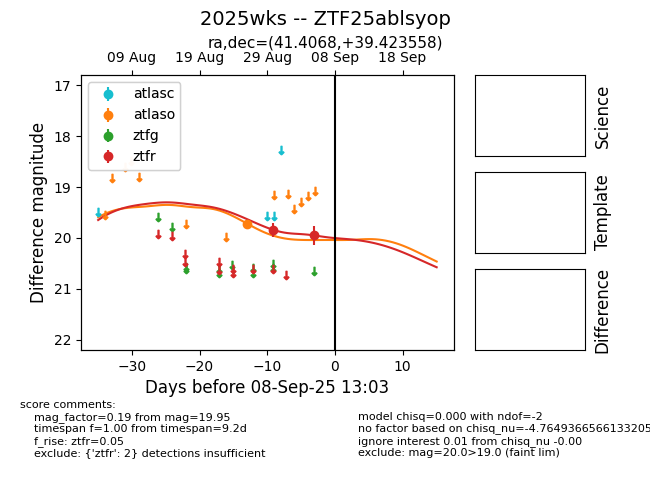 2025wks -- ZTF25ablsyop
ra,dec=(41.4068,+39.423558)
09 Aug 19 Aug 29 Aug 08 Sep 18 Sep
17
18
19
20
21
22
Difference magnitude
atlasc
atlaso
ztfg
ztfr
−30 −20 −10 0 10
Days before 08-Sep-25 13:03
Science
Template
Difference
score comments:
mag_factor=0.19 from mag=19.95
timespan f=1.00 from timespan=9.2d
f_rise: ztfr=0.05
exclude: {'ztfr': 2} detections insufficient
model chisq=0.000 with ndof=-2
no factor based on chisq_nu=-4.7649366566133205
ignore interest 0.01 from chisq_nu -0.00
exclude: mag=20.0>19.0 (faint lim)